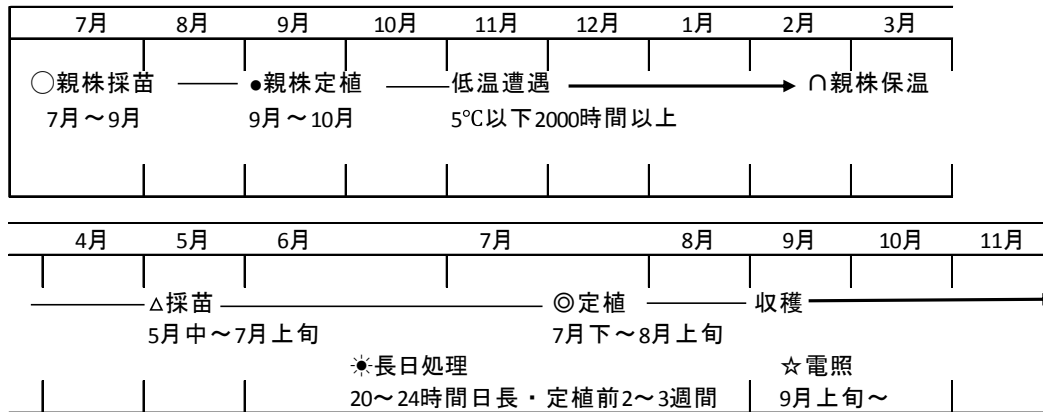 7月 8月 9月 10月 11月 12月 1月 2月 3月
○親株採苗 ●親株定植 低温遭遇 ∩親株保温
7月～9月 9月～10月 5℃以下2000時間以上
4月 5月 6月 7月 8月 9月 10月 11月
△採苗 ◎定植 収穫
5月中～7月上旬 7月下～8月上旬
☀長日処理 ☆電照
20～24時間日長・定植前2～3週間 9月上旬～